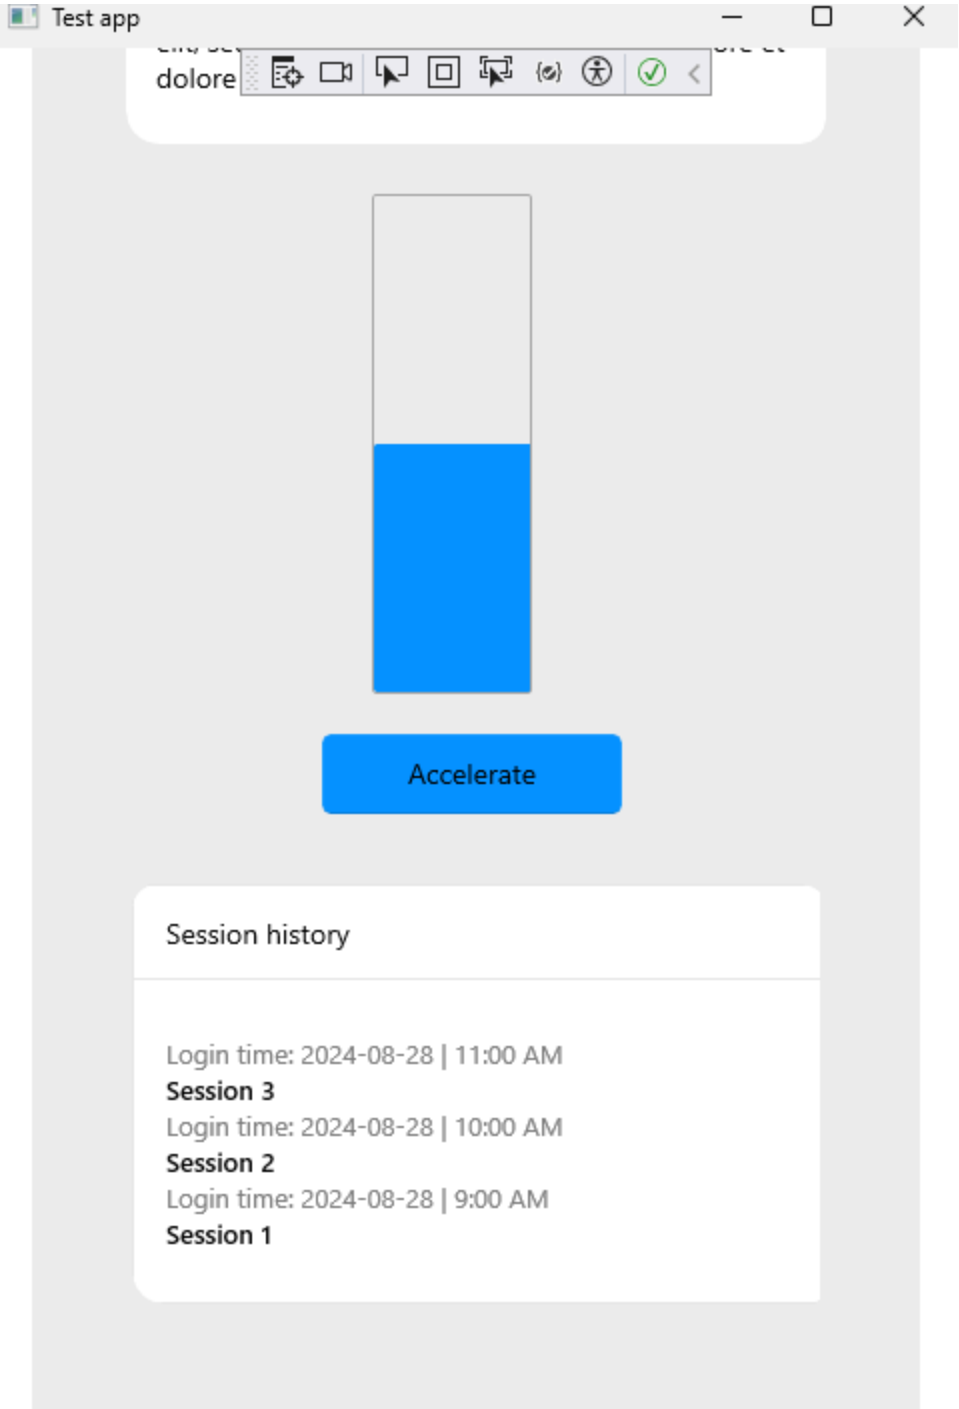 Test app
dolore
Accelerate
Session history
Login time: 2024-08-28 | 11:00 AM
Session 3
Login time: 2024-08-28 | 10:00 AM
Session 2
Login time: 2024-08-28 | 9:00 AM
Session 1